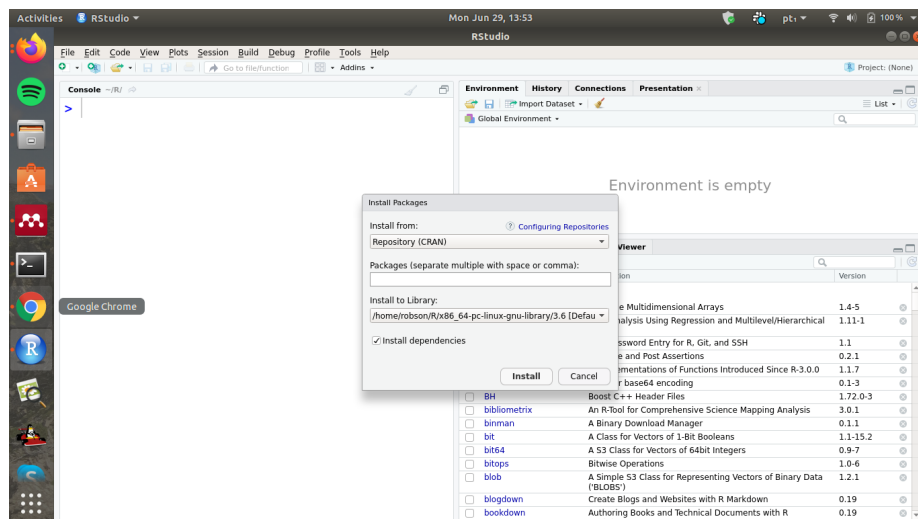 Activities RStudio Mon Jun 29, 13:53 pt₁ 100 %
RStudio
File Edit Code View Plots Session Build Debug Profile Tools Help
Go to file/function Addins Project: (None)
Console ~/R/
>
Environment History Connections Presentation
Import Dataset List
Global Environment
Environment is empty
Install Packages
Install from: Configuring Repositories
Repository (CRAN)
Packages (separate multiple with space or comma):
Install to Library:
/home/robson/R/x86_64-pc-linux-gnu-library/3.6 [Defau
Install dependencies
Install Cancel
Google Chrome
Viewer
Version
e Multidimensional Arrays 1.4-5
nalysis Using Regression and Multilevel/Hierarchical 1.11-1
ssword Entry for R, Git, and SSH 1.1
e and Post Assertions 0.2.1
ementations of Functions Introduced Since R-3.0.0 1.1.7
r base64 encoding 0.1-3
BH Boost C++ Header Files 1.72.0-3
bibliometrix An R-Tool for Comprehensive Science Mapping Analysis 3.0.1
binman A Binary Download Manager 0.1.1
bit A Class for Vectors of 1-Bit Booleans 1.1-15.2
bit64 A S3 Class for Vectors of 64bit Integers 0.9-7
bitops Bitwise Operations 1.0-6
blob A Simple S3 Class for Representing Vectors of Binary Data 1.2.1
('BLOBS')
blogdown Create Blogs and Websites with R Markdown 0.19
bookdown Authoring Books and Technical Documents with R 0.19